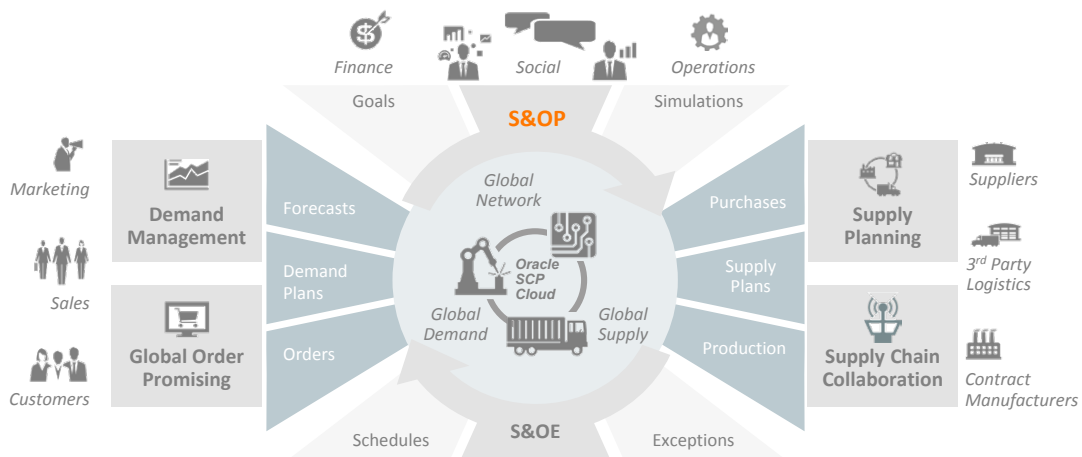 Finance
Social
Operations
Goals
S&OP
Simulations
Marketing
Demand
Management
Forecasts
Global
Network
Purchases
Supply
Planning
Suppliers
Sales
Demand
Plans
Oracle
SCP
Cloud
Supply
Plans
3rd Party
Logistics
Global
Demand
Global
Supply
Customers
Global Order
Promising
Orders
Production
Supply Chain
Collaboration
Contract
Manufacturers
Schedules
S&OE
Exceptions